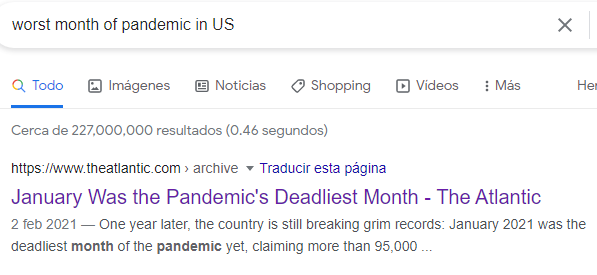 worst month of pandemic in US
Todo Imágenes Noticias Shopping Vídeos Más Her
Cerca de 227,000,000 resultados (0.46 segundos)
https://www.theatlantic.com › archive Traducir esta página
January Was the Pandemic's Deadliest Month - The Atlantic
2 feb 2021 — One year later, the country is still breaking grim records: January 2021 was the
deadliest month of the pandemic yet, claiming more than 95,000 ...